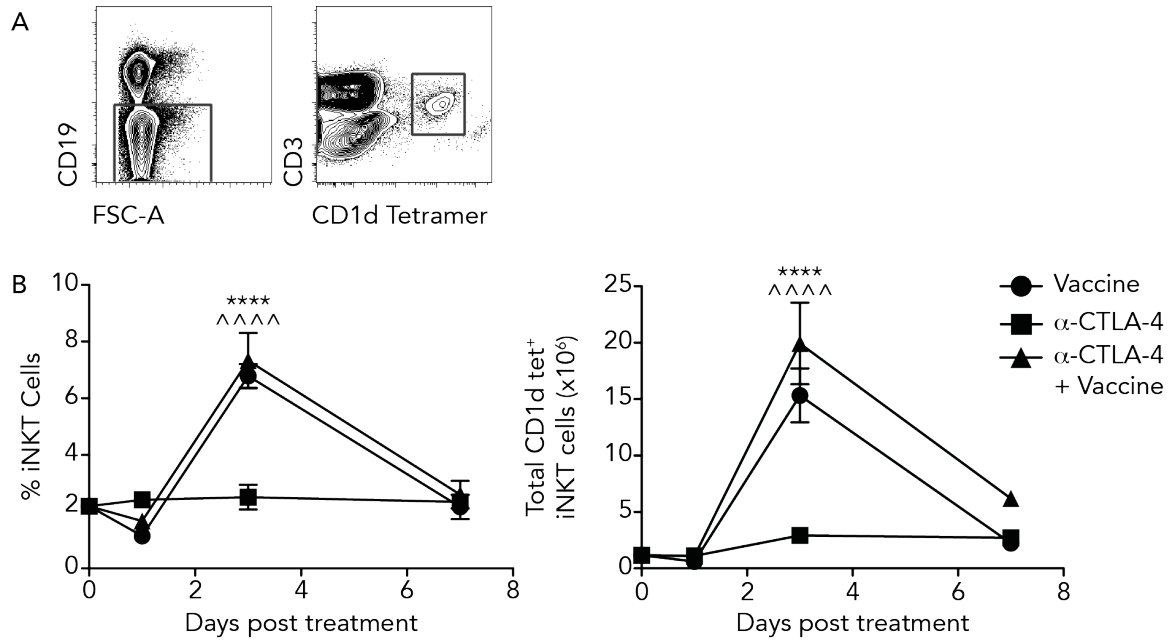 A
CD19
FSC-A
CD3
CD1d Tetramer
B
% iNKT Cells
10
8
6
4
2
0
****
^^^^
0 2 4 6 8
Days post treatment
Total CD1d tet⁺
iNKT cells (x10⁶)
25
20
15
10
5
0
****
^^^^
0 2 4 6 8
Days post treatment
Vaccine
α-CTLA-4
α-CTLA-4
+ Vaccine